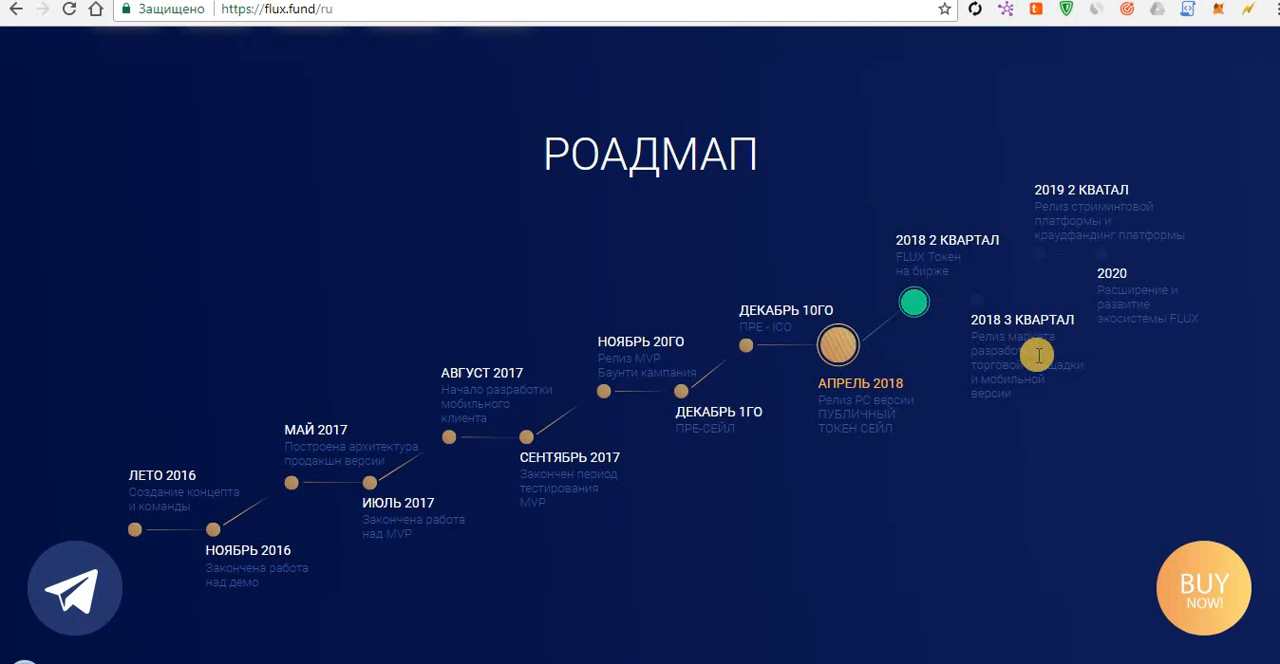 Защищено
https://flux.fund/ru
РОАДМАП
ЛЕТО 2016
Создание концепта
и команды
НОЯБРЬ 2016
Закончена работа
над демо
МАЙ 2017
Построена архитектура
продакшн версии
ИЮЛЬ 2017
Закончена работа
над MVP
АВГУСТ 2017
Начало разработки
мобильного
клиента
СЕНТЯБРЬ 2017
Закончен период
тестирования
MVP
НОЯБРЬ 20ГО
Релиз MVP
Баунти кампания
ДЕКАБРЬ 1ГО
ПРЕ-СЕЙЛ
ДЕКАБРЬ 10ГО
ПРЕ - ICO
АПРЕЛЬ 2018
Релиз PC версии
ПУБЛИЧНЫЙ
ТОКЕН СЕЙЛ
2018 2 КВАРТАЛ
FLUX Токен
на бирже
2018 3 КВАРТАЛ
Релиз
и мобильной
версии
2019 2 КВАТАЛ
Релиз стриминговой
платформы и
краудфандинг платформы
2020
Расширение и
развитие
экосистемы FLUX
BUY
NOW!